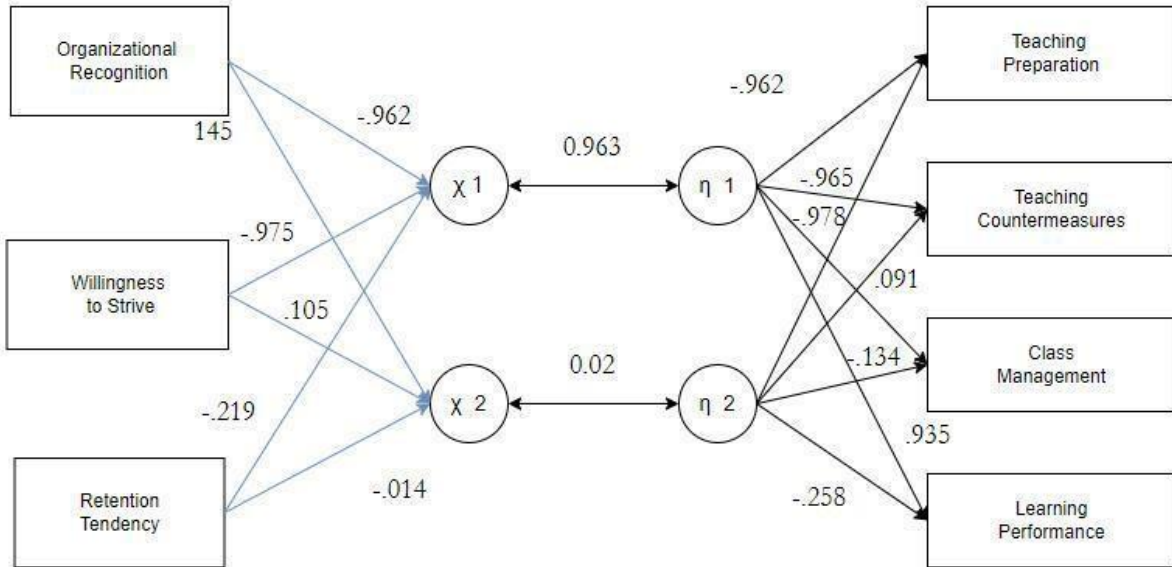 Organizational
Recognition
Willingness
to Strive
Retention
Tendency
145
-.962
-.975
.105
-.219
-.014
χ 1
χ 2
0.963
0.02
η 1
η 2
-.962
-.965
-.978
.091
-.134
.935
-.258
Teaching
Preparation
Teaching
Countermeasures
Class
Management
Learning
Performance